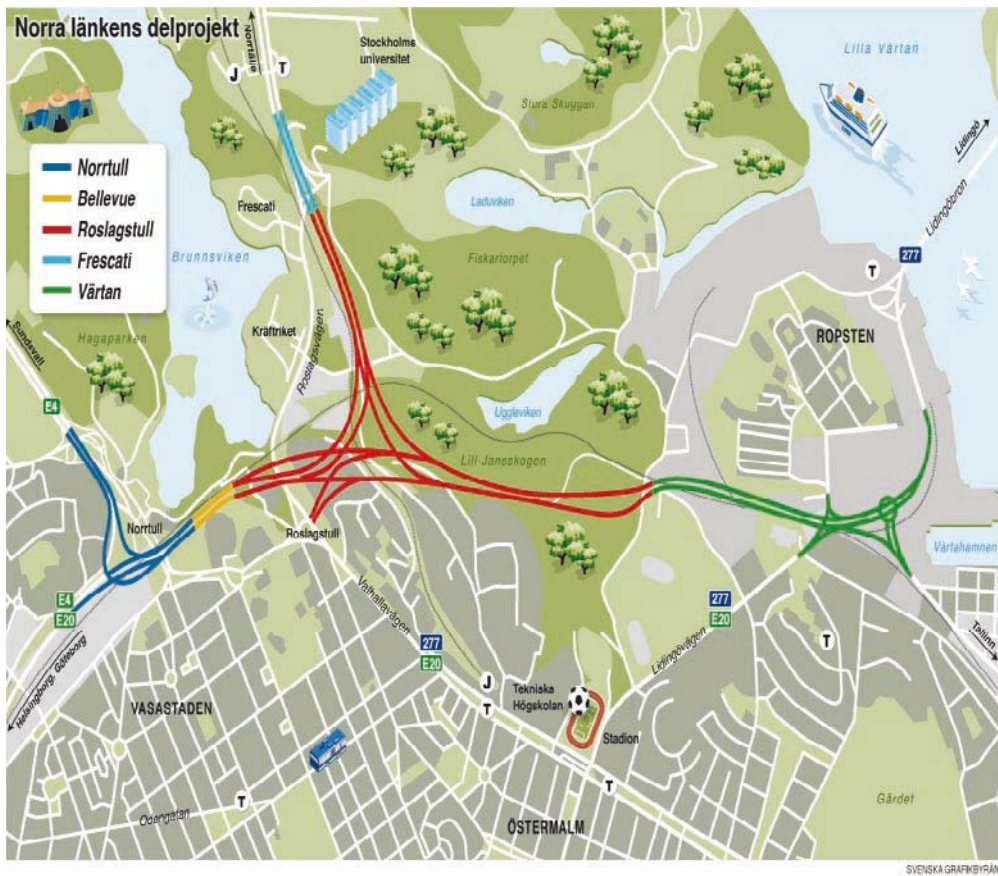 Norra länkens delprojekt
Norrtälje
J
T
Stockholms
universitet
T
Lilla Värtan
Stora Skuggan
Lidingö
Norrtull
Bellevue
Roslagstull
Frescati
Värtan
Frescati
Laduviken
Lidingöbron
Brunnsviken
Fiskartorpet
277
T
Sundsvall
Hagaparken
Kräftriket
Roslagsvägen
ROPSTEN
E4
Uggleviken
Lill-Jansskogon
Norrtull
Roslagstull
Värtahamnen
E4
E20
Valhallavägen
277
E20
277
E20
Lidingövägen
T
Tallinn
Helsingborg, Göteborg
VASASTADEN
J
T
Tekniska
Högskolan
Stadion
T
Odengatan
T
ÖSTERMALM
Gärdet
SVENSKA GRAFIKBYRÅN